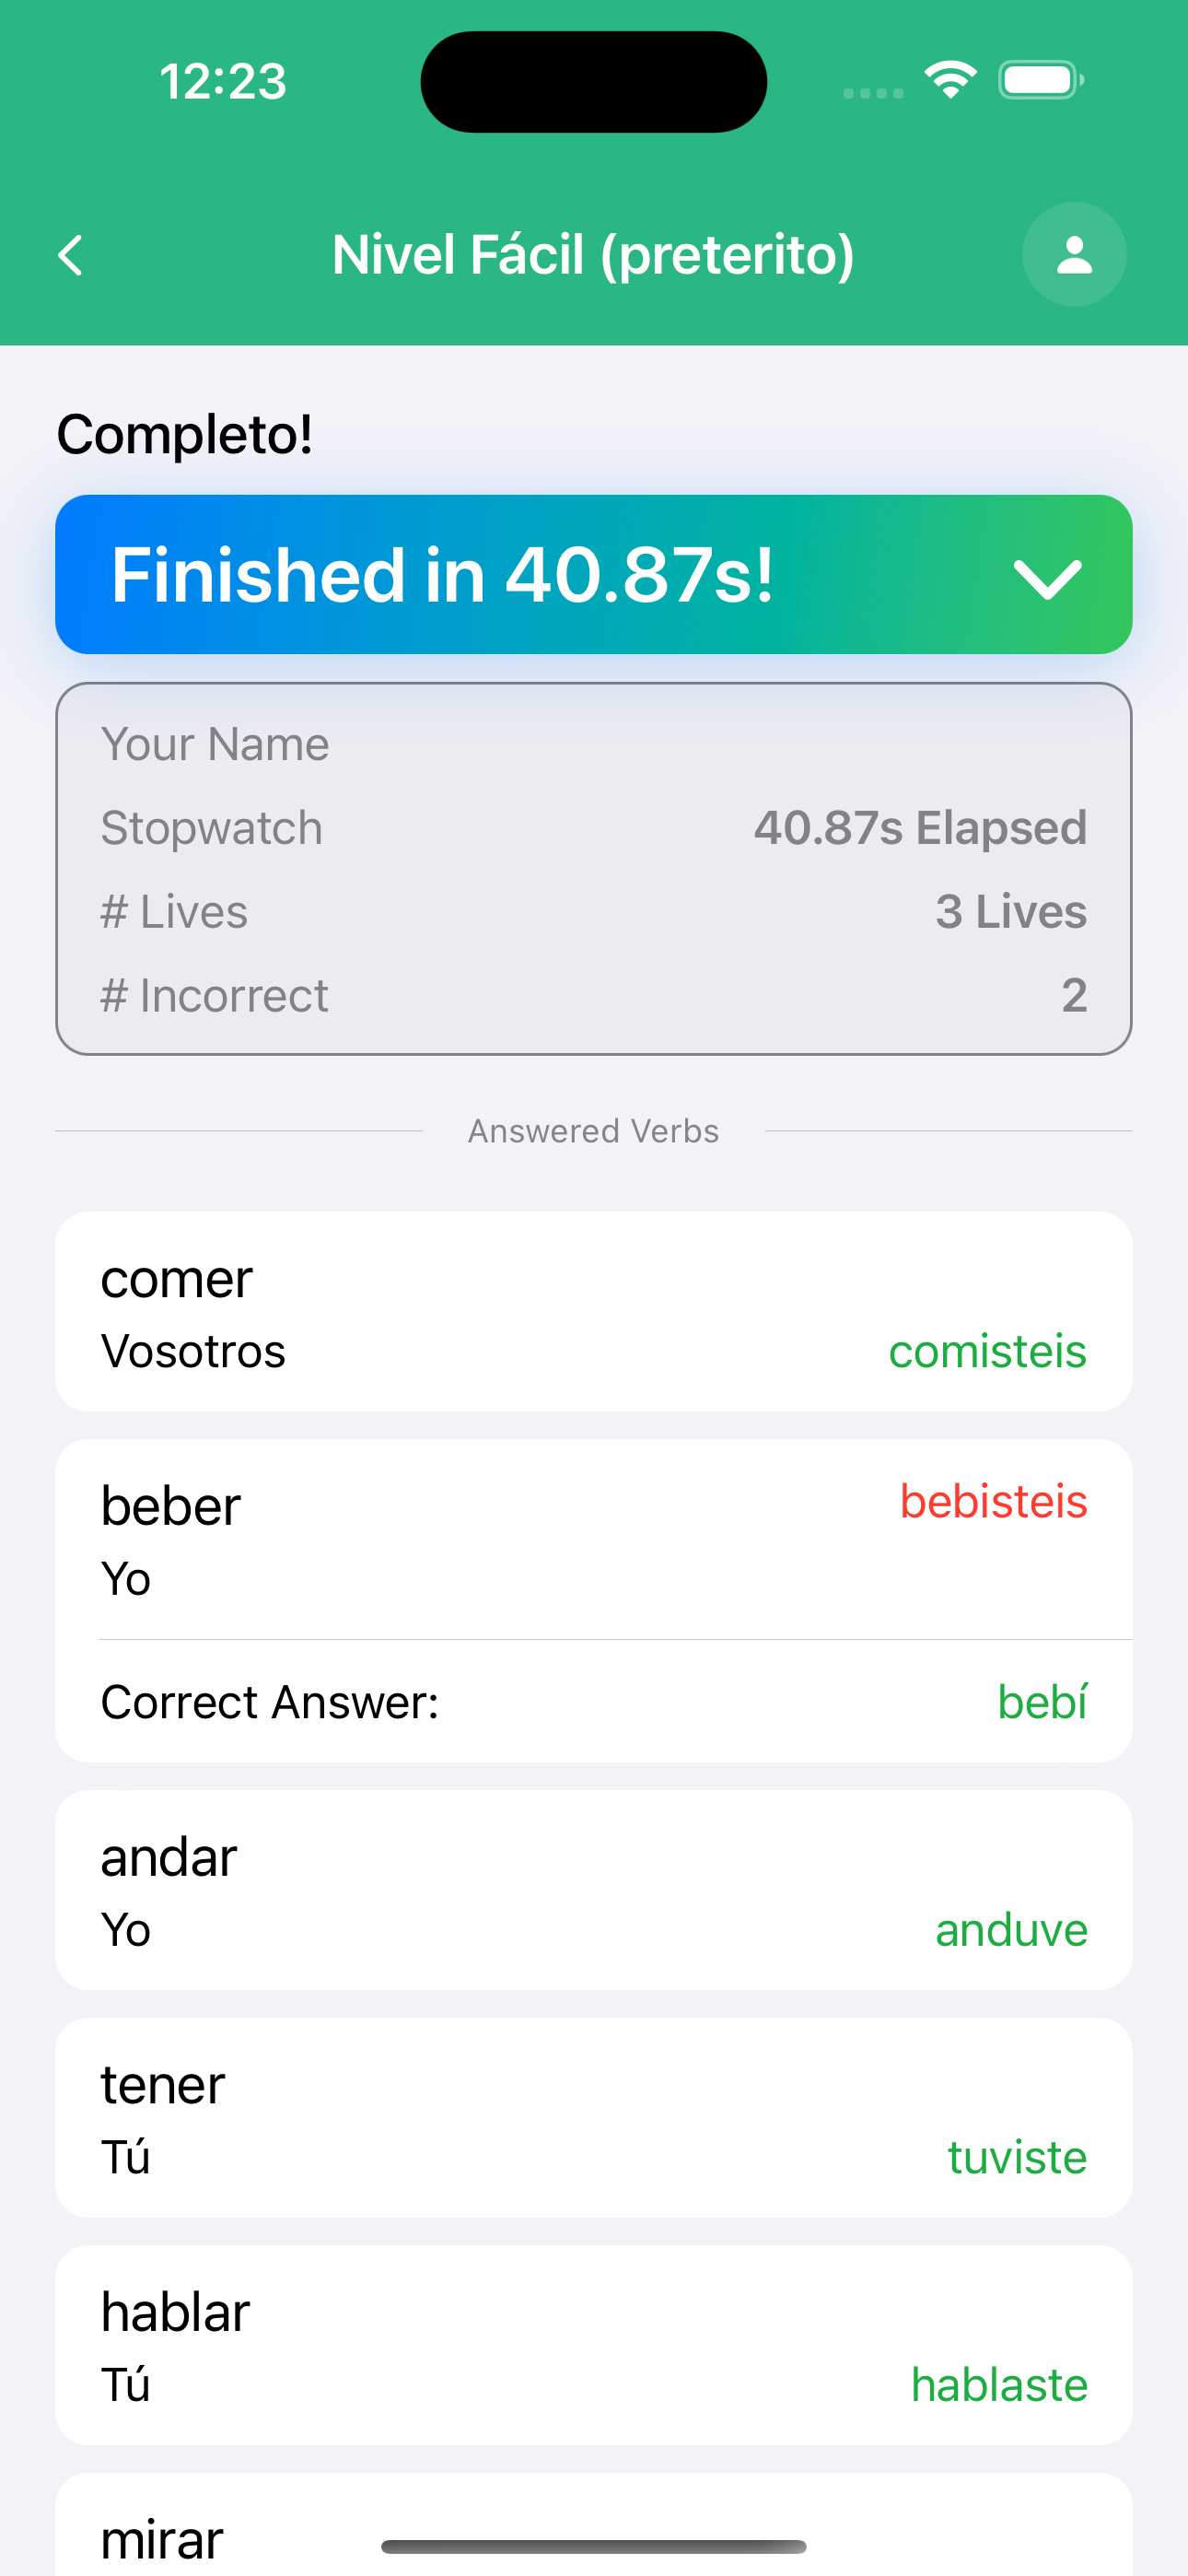 12:23
Nivel Fácil (preterito)
Completo!
Finished in 40.87s!
Your Name
Stopwatch 40.87s Elapsed
# Lives 3 Lives
# Incorrect 2
Answered Verbs
comer
Vosotros comisteis
beber bebisteis
Yo
Correct Answer: bebí
andar
Yo anduve
tener
Tú tuviste
hablar
Tú hablaste
mirar